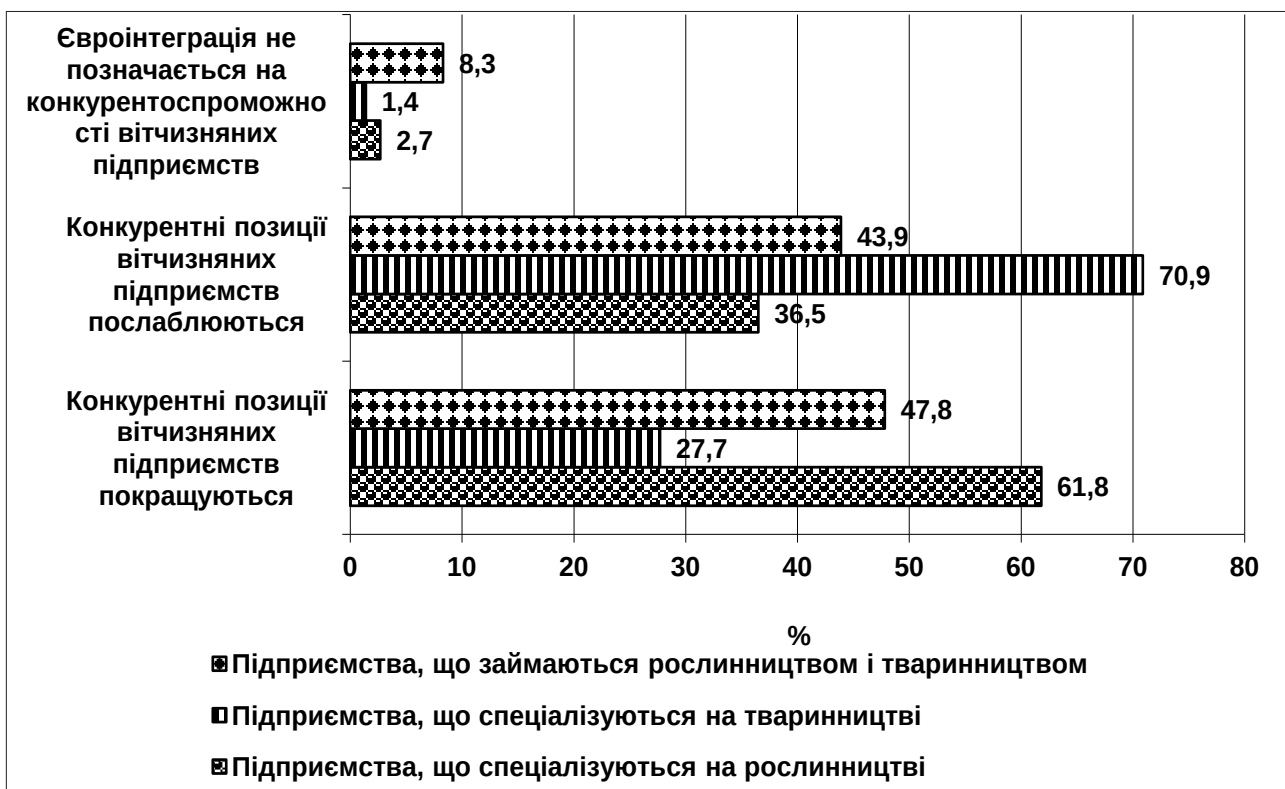 Євроінтеграція не
позначається на
конкурентоспроможно
сті вітчизняних
підприємств
8,3
1,4
2,7
Конкурентні позиції
вітчизняних
підприємств
послаблюються
43,9
70,9
36,5
Конкурентні позиції
вітчизняних
підприємств
покращуються
47,8
27,7
61,8
0 10 20 30 40 50 60 70 80
%
Підприємства, що займаються рослинництвом і тваринництвом
Підприємства, що спеціалізуються на тваринництві
Підприємства, що спеціалізуються на рослинництві